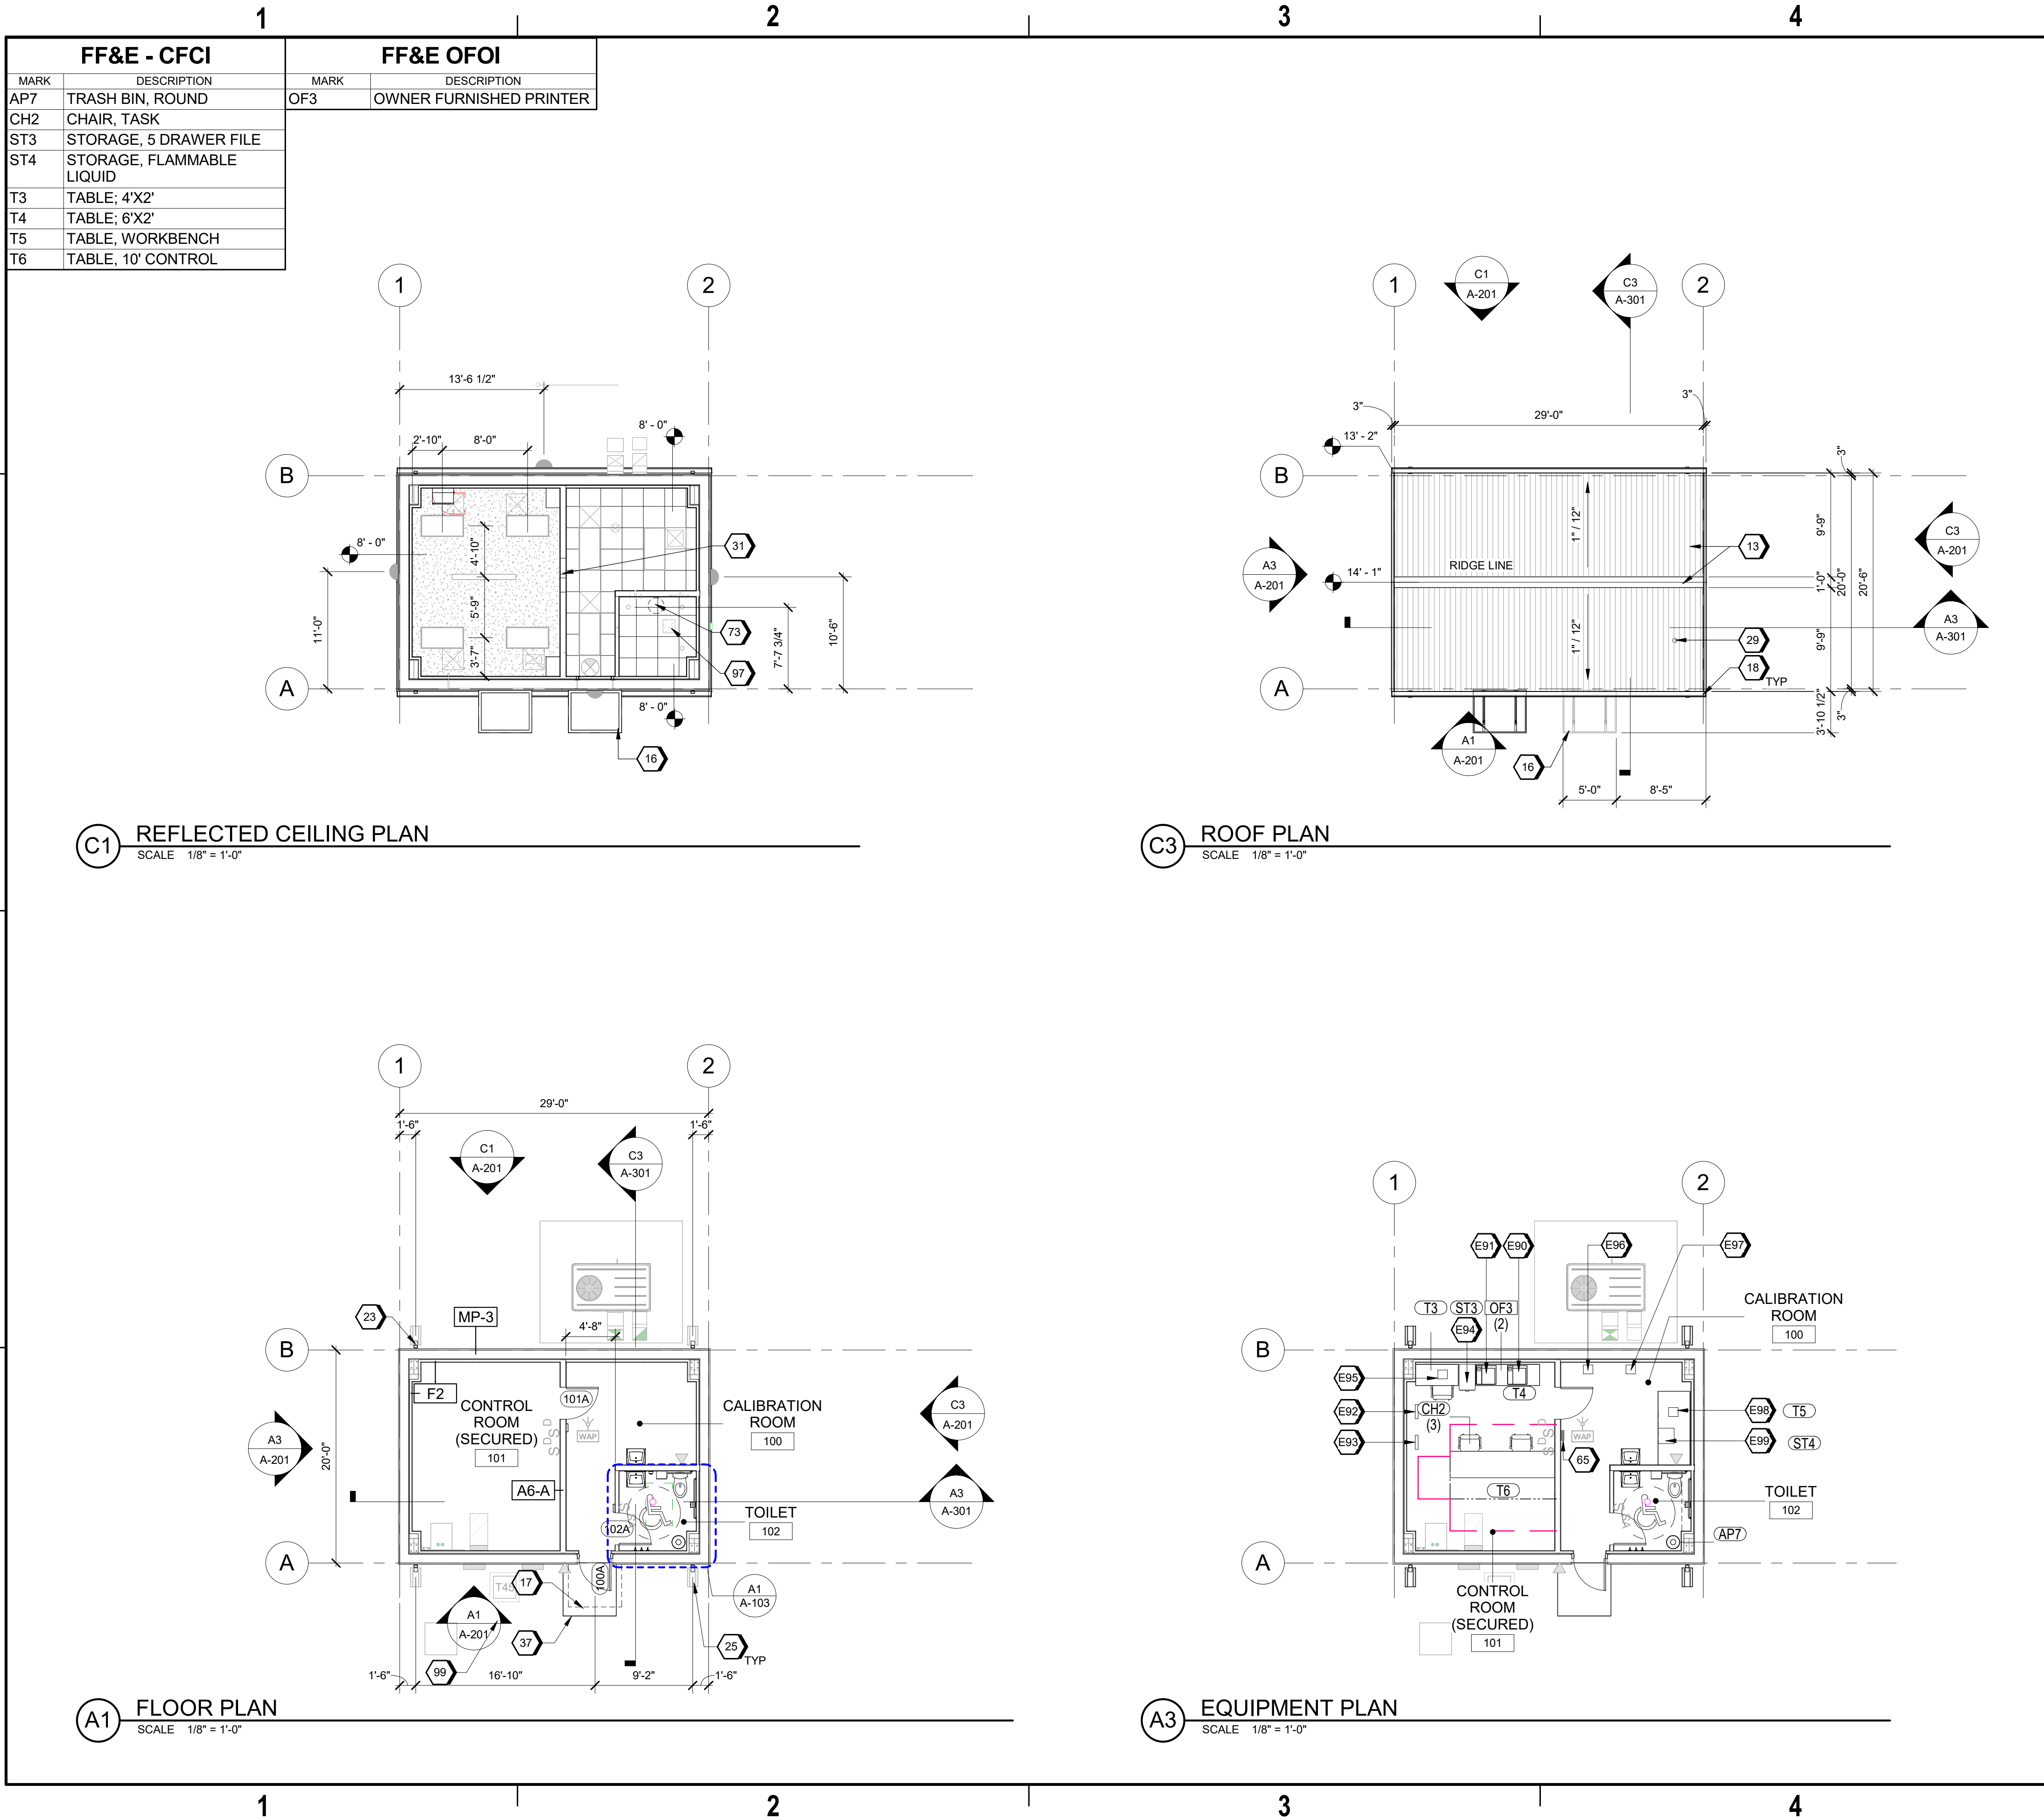 1 2 3 4
FF&E - CFCI
MARK DESCRIPTION
AP7 TRASH BIN, ROUND
CH2 CHAIR, TASK
ST3 STORAGE, 5 DRAWER FILE
ST4 STORAGE, FLAMMABLE
LIQUID
T3 TABLE; 4'X2'
T4 TABLE; 6'X2'
T5 TABLE, WORKBENCH
T6 TABLE, 10' CONTROL
FF&E OFOI
MARK DESCRIPTION
OF3 OWNER FURNISHED PRINTER
1 2
13'-6 1/2"
8' - 0"
2'-10" 8'-0"
B
31
8' - 0"
4'-10"
5'-9"
3'-7"
11'-0"
73
7'-7 3/4"
10'-6"
97
A
8' - 0"
16
C1 REFLECTED CEILING PLAN
SCALE 1/8" = 1'-0"
1
C1
A-201
C3
A-301
2
3" 3"
29'-0"
13' - 2"
B
3"
1" / 12"
9'-9"
13
C3
A-201
A3
A-201
RIDGE LINE
14' - 1"
1'-0"
20'-0"
20'-6"
1" / 12"
9'-9"
29
A3
A-301
18
TYP
A
3'-10 1/2"
3"
A1
A-201
16
5'-0" 8'-5"
C3 ROOF PLAN
SCALE 1/8" = 1'-0"
1 2
29'-0"
1'-6" 1'-6"
C1
A-201
C3
A-301
23
MP-3
4'-8"
B
F2
101A
CONTROL
ROOM
(SECURED)
101
S D
S D
WAP
CALIBRATION
ROOM
100
C3
A-201
A3
A-201
20'-0"
A6-A
A3
A-301
102A
TOILET
102
A
100A
T45
17
A1
A-103
A1
A-201
37
25
TYP
99
1'-6" 16'-10" 9'-2" 1'-6"
A1 FLOOR PLAN
SCALE 1/8" = 1'-0"
1 2
E91 E90 E96 E97
T3 ST3 OF3
(2)
E94
CALIBRATION
ROOM
100
B
E95
T4
E92
CH2
(3)
E98 T5
S D
S D
WAP
E93
E99 ST4
65
T6
TOILET
102
AP7
A
CONTROL
ROOM
(SECURED)
101
A3 EQUIPMENT PLAN
SCALE 1/8" = 1'-0"
1 2 3 4